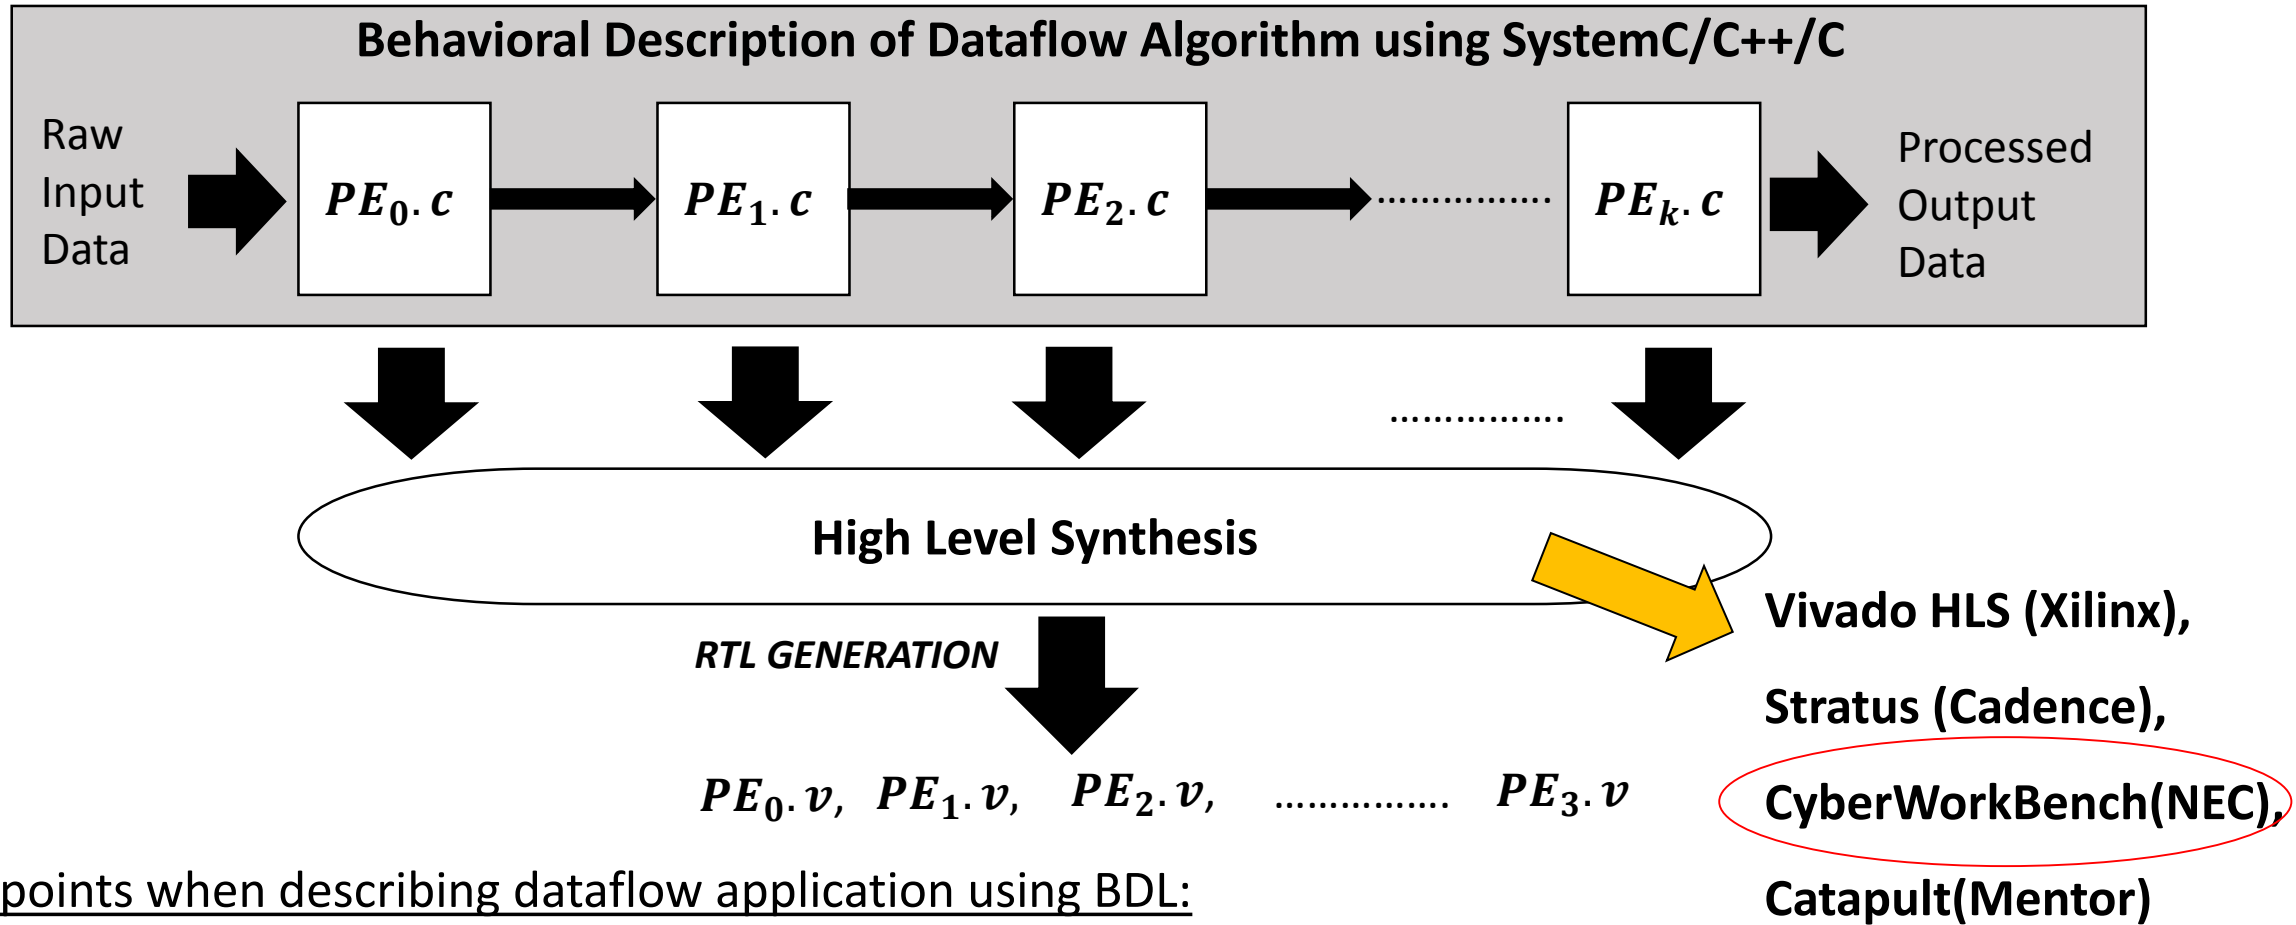 Behavioral Description of Dataflow Algorithm using SystemC/C++/C
Raw
Input
Data
PE₀.c
PE₁.c
PE₂.c
................
PEₖ.c
Processed
Output
Data
................
High Level Synthesis
RTL GENERATION
PE₀.v, PE₁.v, PE₂.v, ................ PE₃.v
Vivado HLS (Xilinx),
Stratus (Cadence),
CyberWorkBench(NEC),
Catapult(Mentor)
points when describing dataflow application using BDL: